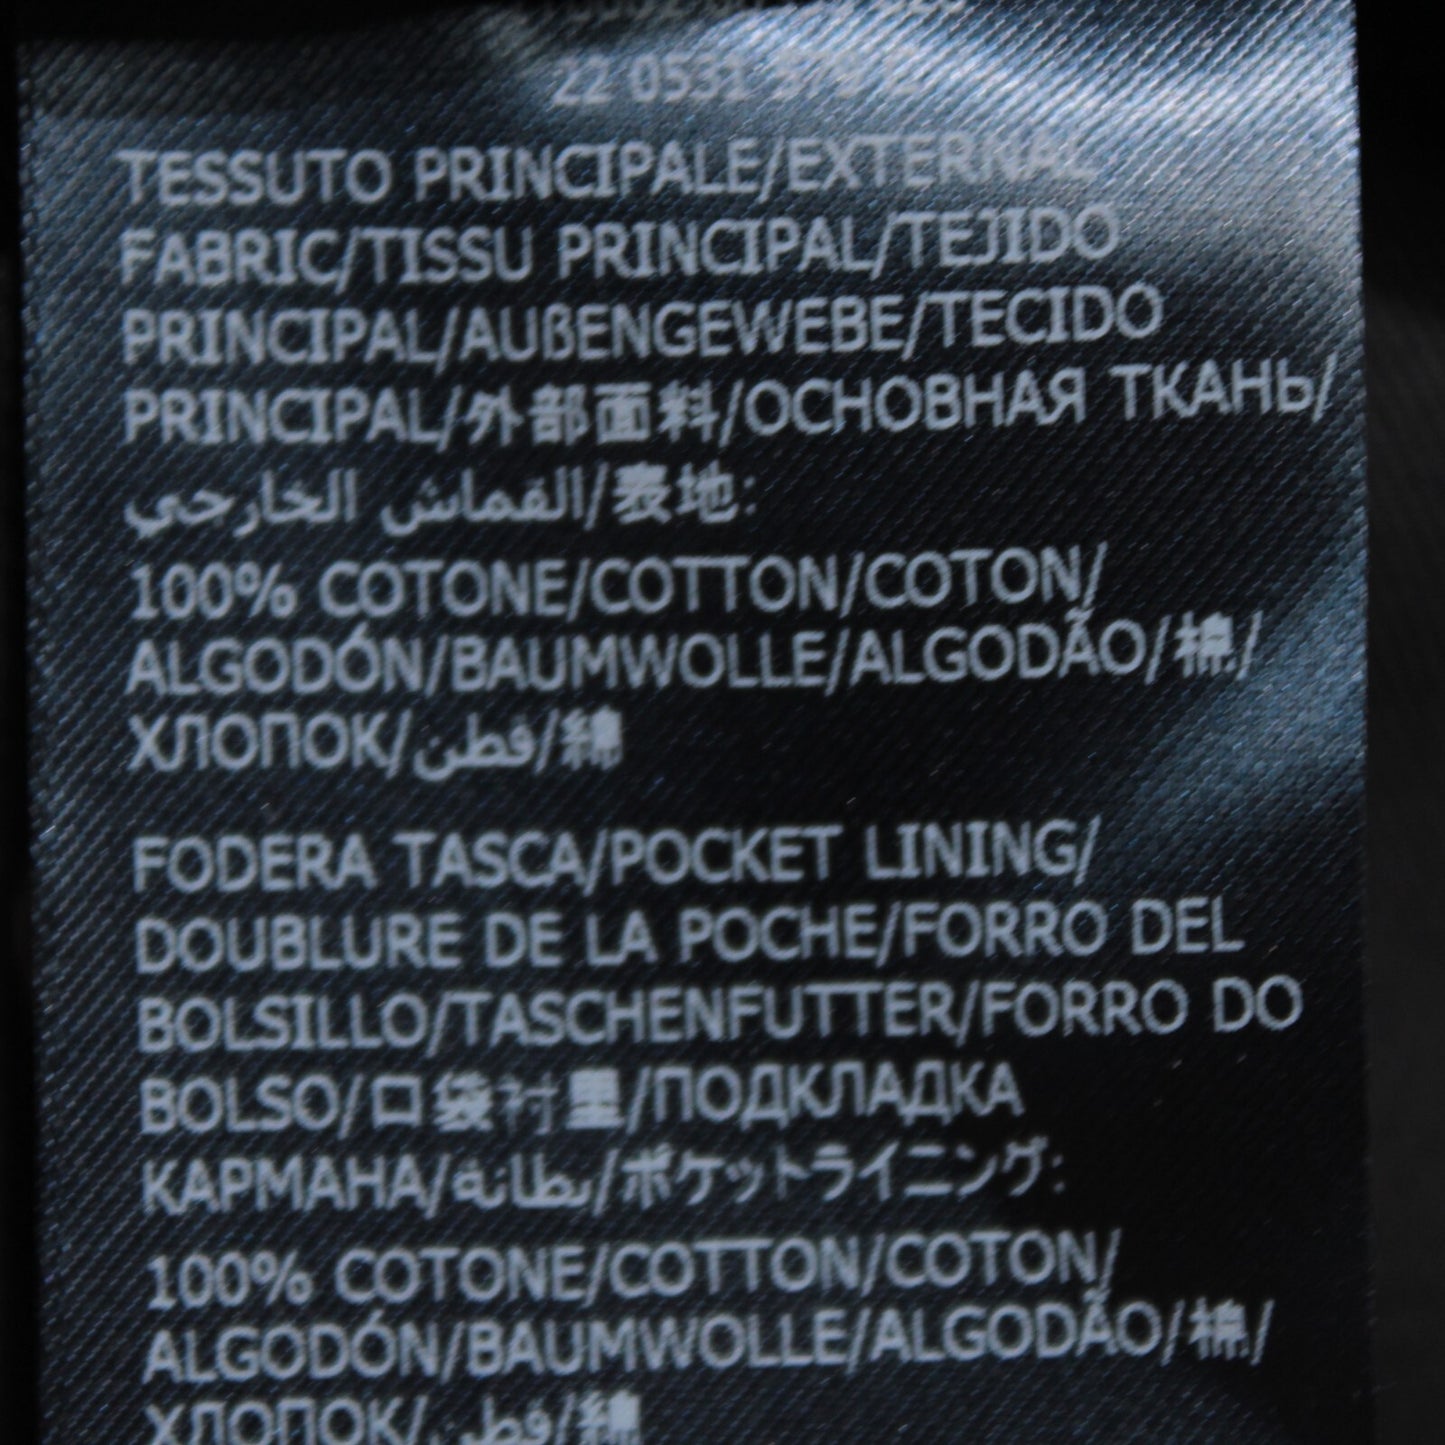 22 0531 579
TESSUTO PRINCIPALE/EXTERNAL
FABRIC/TISSU PRINCIPAL/TEJIDO
PRINCIPAL/AUßENGEWEBE/TECIDO
PRINCIPAL/外部面料/ОСНОВНАЯ ТКАНЬ/
القماش الخارجي/表地:
100% COTONE/COTTON/COTON/
ALGODÓN/BAUMWOLLE/ALGODÃO/棉/
ХЛОПОК/قطن/綿
FODERA TASCA/POCKET LINING/
DOUBLURE DE LA POCHE/FORRO DEL
BOLSILLO/TASCHENFUTTER/FORRO DO
BOLSO/口袋衬里/ПОДКЛАДКА
КАРМАНА/بطانة/ポケットライニング:
100% COTONE/COTTON/COTON/
ALGODÓN/BAUMWOLLE/ALGODÃO/棉/
ХЛОПОК/قطن/綿